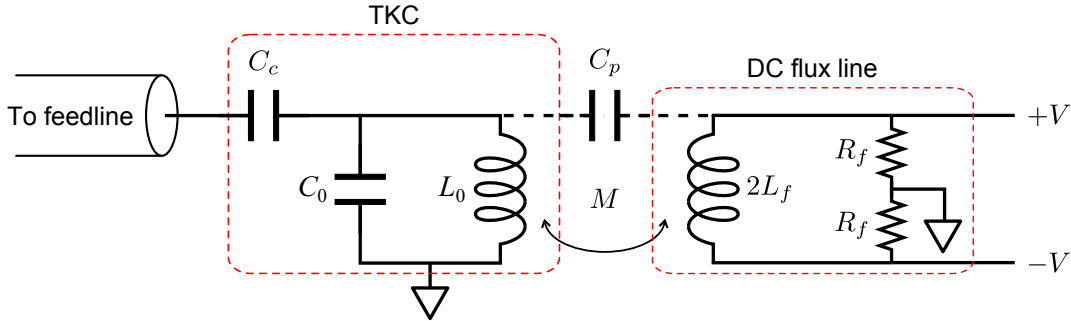 TKC
C_c
C_p
DC flux line
To feedline
+V
R_f
C_0
L_0
M
2L_f
R_f
−V